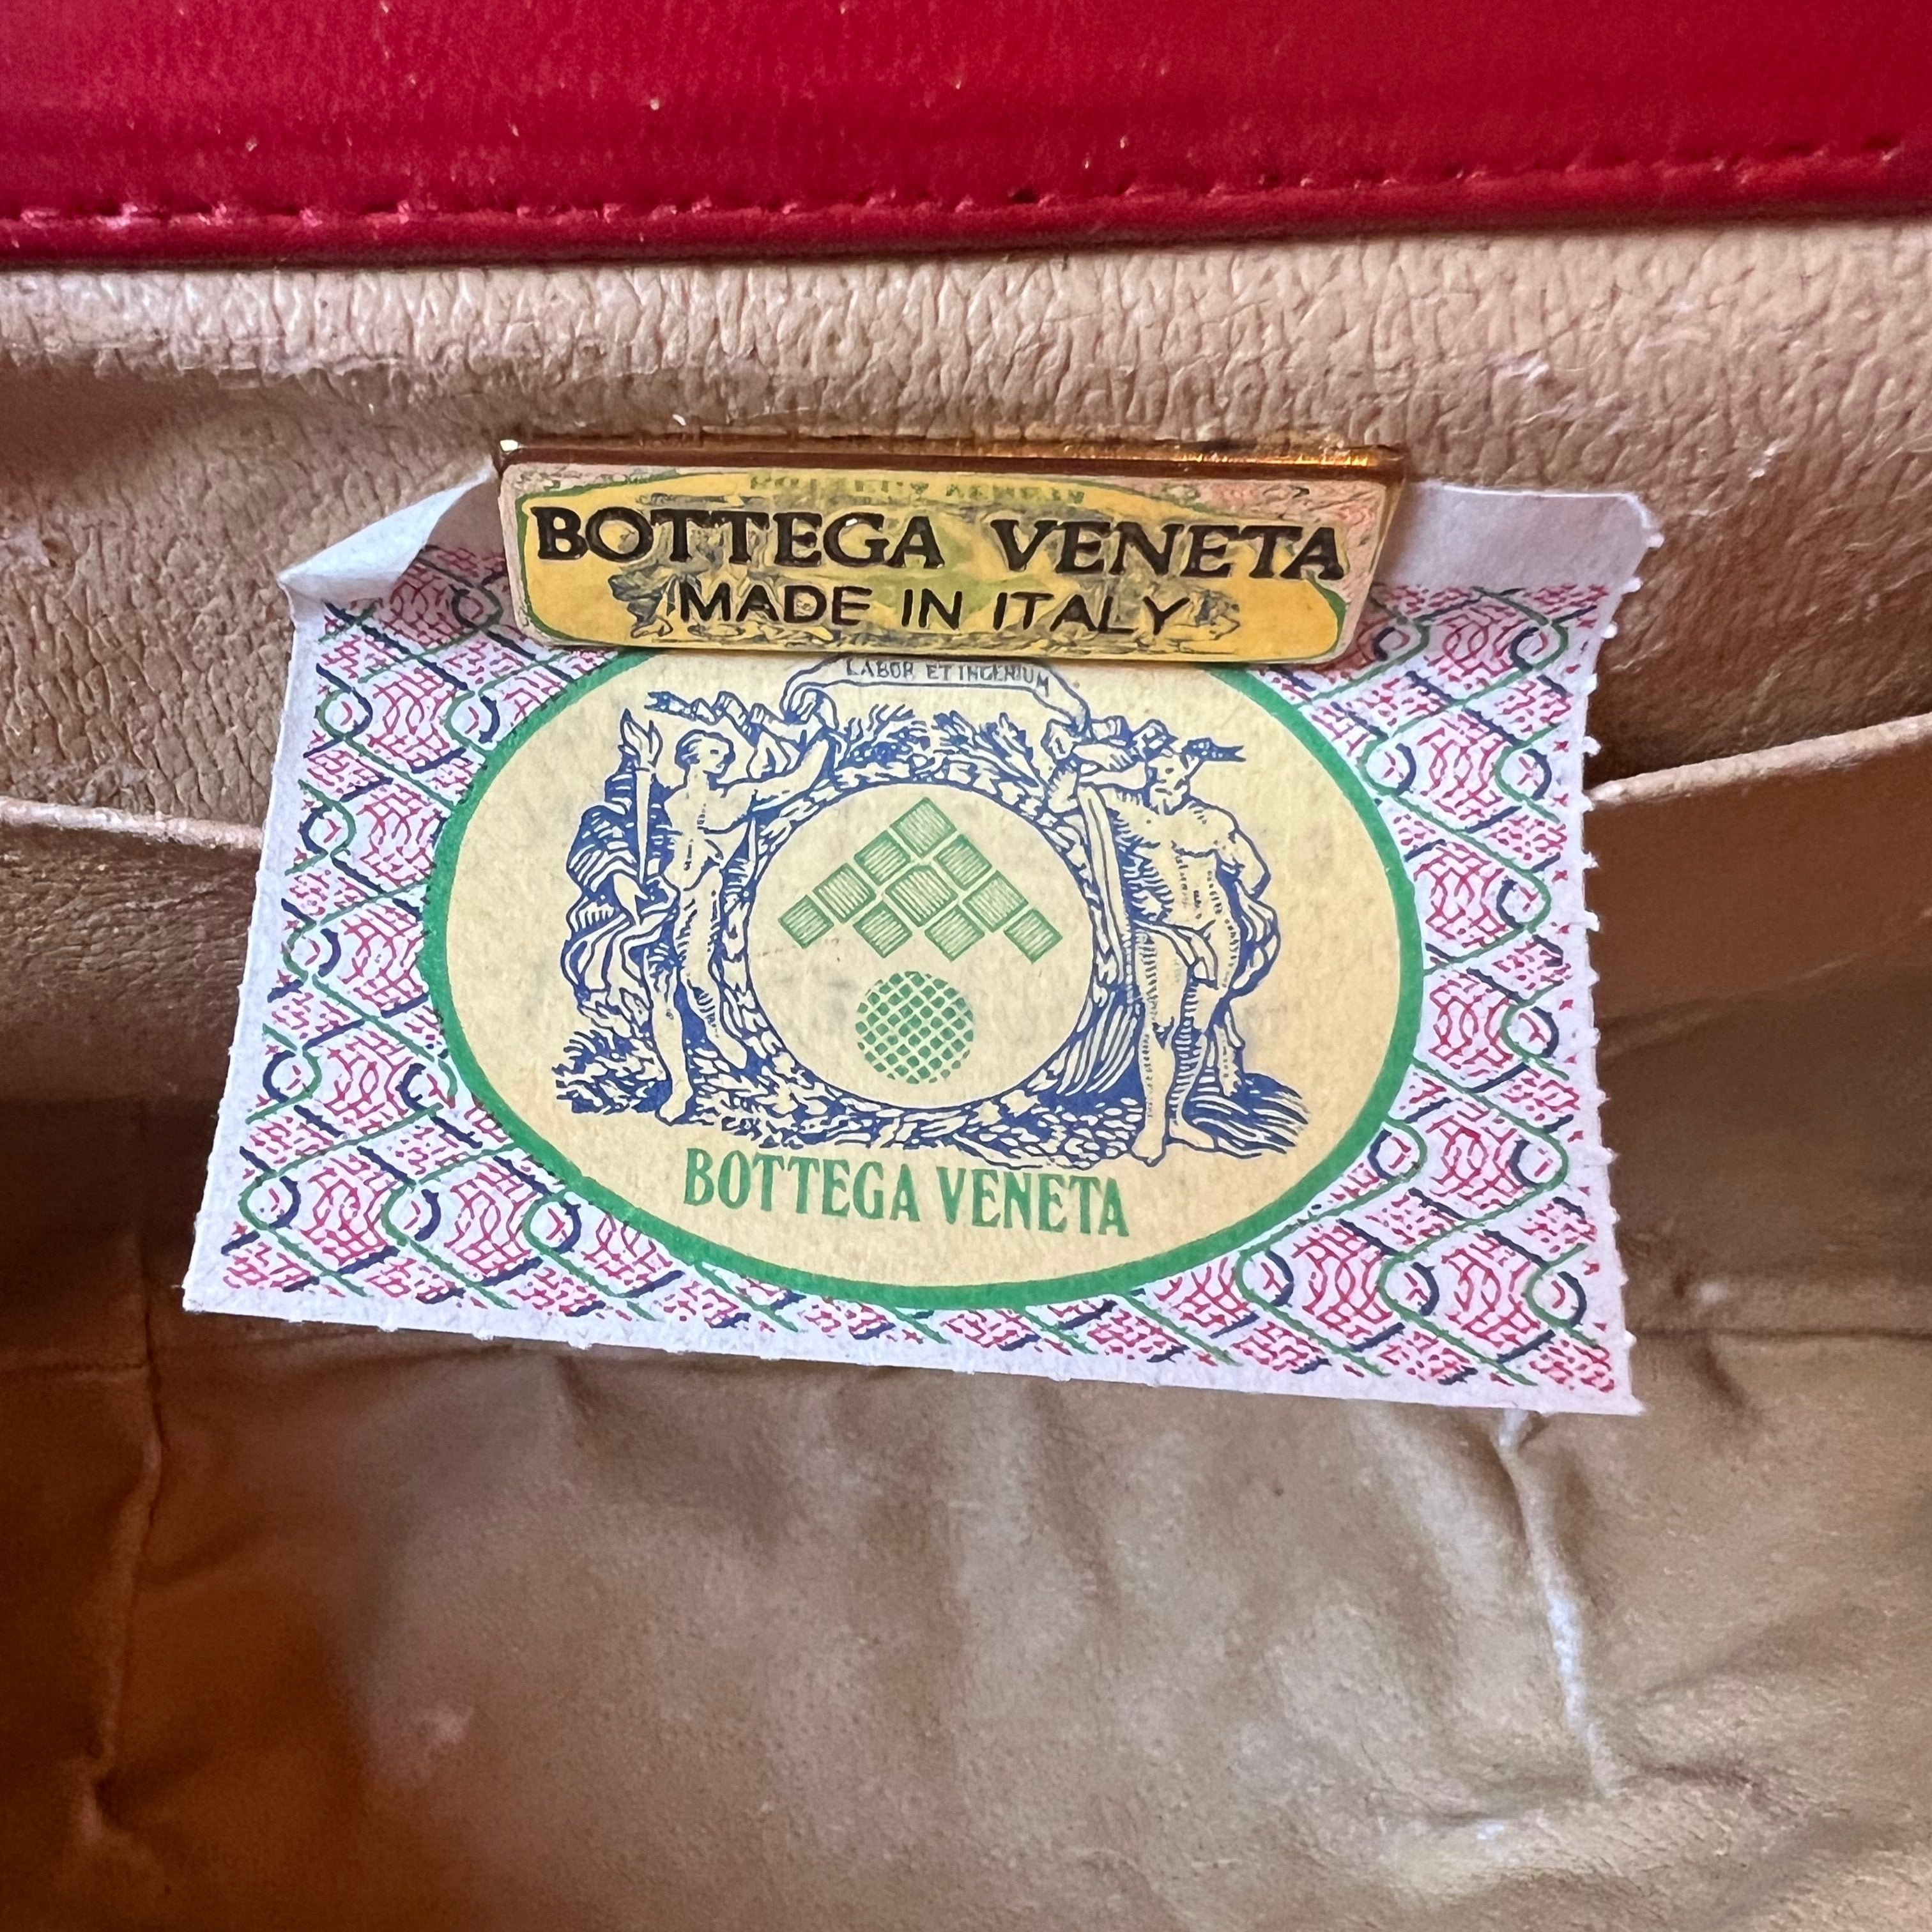 BOTTEGA VENETA
MADE IN ITALY
LABOR ET INGENIUM
BOTTEGA VENETA